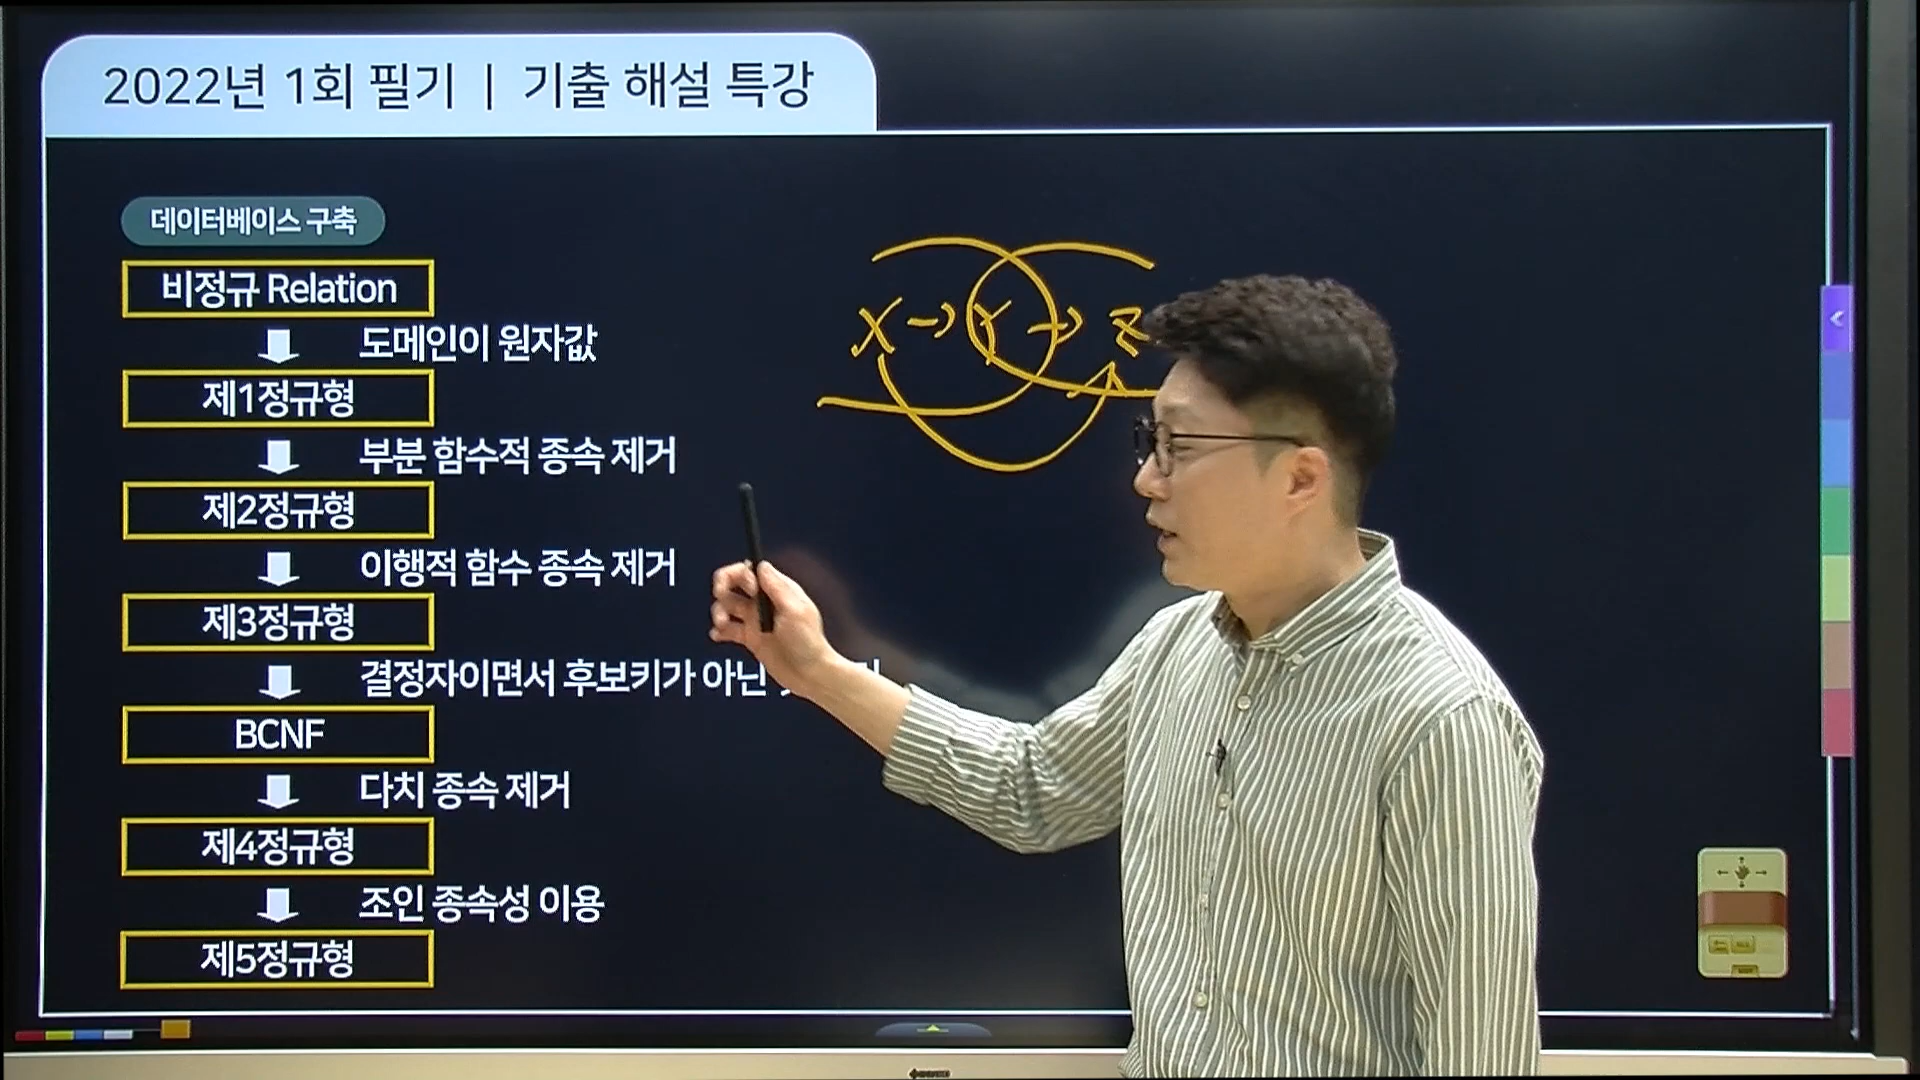 2022년 1회 필기 | 기출 해설 특강
데이터베이스 구축
비정규 Relation
도메인이 원자값
제1정규형
부분 함수적 종속 제거
제2정규형
이행적 함수 종속 제거
제3정규형
결정자이면서 후보키가 아닌
BCNF
다치 종속 제거
제4정규형
조인 종속성 이용
제5정규형
X → Y → Z